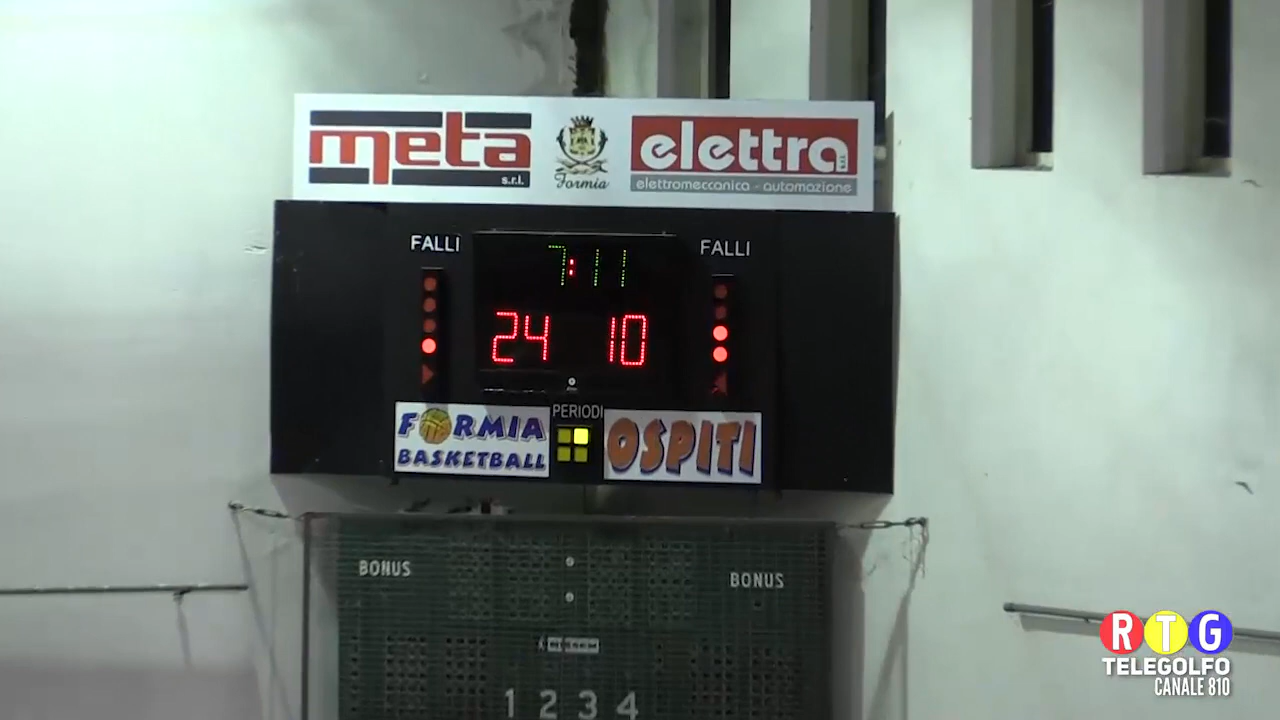 meta
s.r.l.
Formia
elettra s.r.l.
elettromeccanica - automazione
FALLI
7:11
FALLI
24 10
PERIODI
FORMIA
BASKETBALL
OSPITI
BONUS
BONUS
1 2 3 4
RTG
TELEGOLFO
CANALE 810